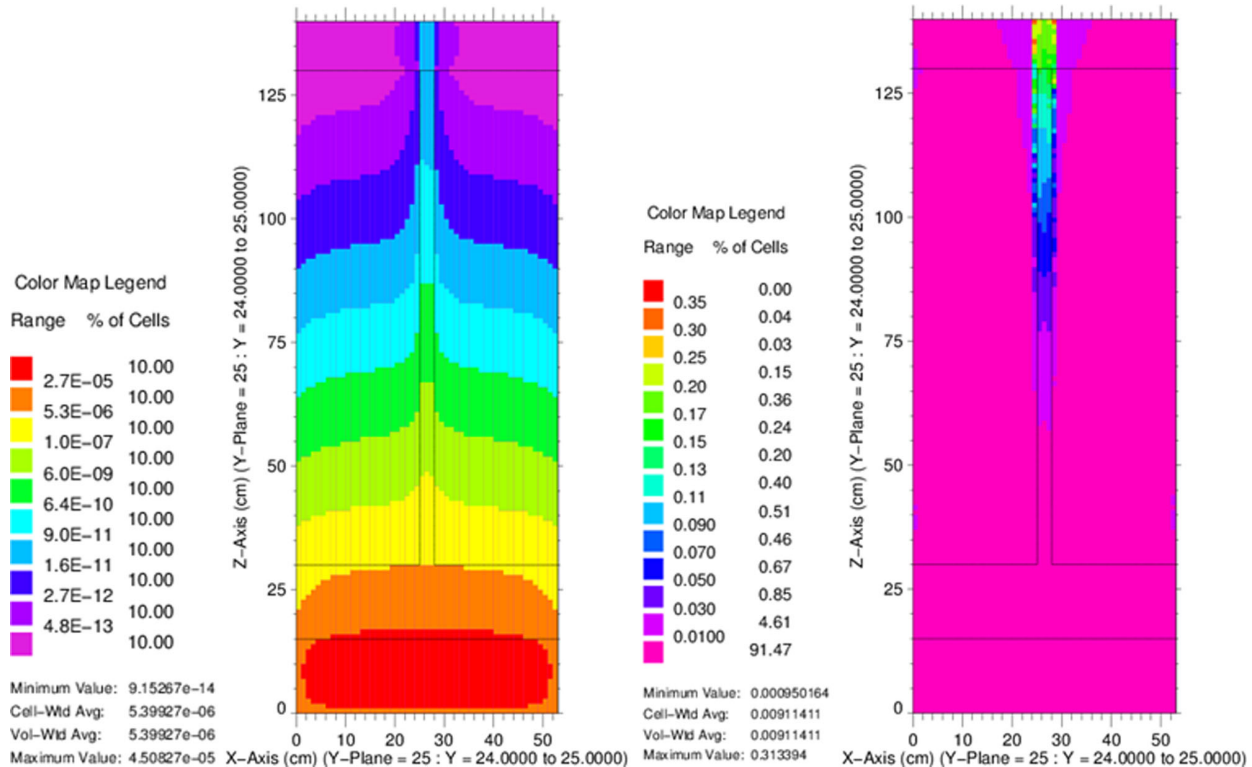 Color Map Legend
Range % of Cells
10.00
2.7E−05
10.00
5.3E−06
10.00
1.0E−07
10.00
6.0E−09
10.00
6.4E−10
10.00
9.0E−11
10.00
1.6E−11
10.00
2.7E−12
10.00
4.8E−13
10.00
Minimum Value: 9.15267e−14
Cell−Wtd Avg: 5.39927e−06
Vol−Wtd Avg: 5.39927e−06
Maximum Value: 4.50827e−05
Z−Axis (cm) (Y−Plane = 25 : Y = 24.0000 to 25.0000)
125
100
75
50
25
0
0 10 20 30 40 50
X−Axis (cm) (Y−Plane = 25 : Y = 24.0000 to 25.0000)
Color Map Legend
Range % of Cells
0.00
0.35
0.04
0.30
0.03
0.25
0.15
0.20
0.36
0.17
0.24
0.15
0.20
0.13
0.40
0.11
0.51
0.090
0.46
0.070
0.67
0.050
0.85
0.030
4.61
0.0100
91.47
Minimum Value: 0.000950164
Cell−Wtd Avg: 0.00911411
Vol−Wtd Avg: 0.00911411
Maximum Value: 0.313394
Z−Axis (cm) (Y−Plane = 25 : Y = 24.0000 to 25.0000)
125
100
75
50
25
0
0 10 20 30 40 50
X−Axis (cm) (Y−Plane = 25 : Y = 24.0000 to 25.0000)